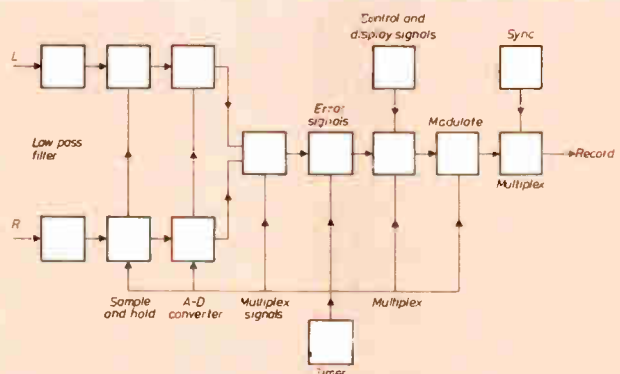 Control and
display signals
Sync
L
Error
signals
Modulate
Low pass
filter
Record
Multiplex
R
Sample
and hold
A-D
converter
Multiplex
signals
Multiplex
Timer